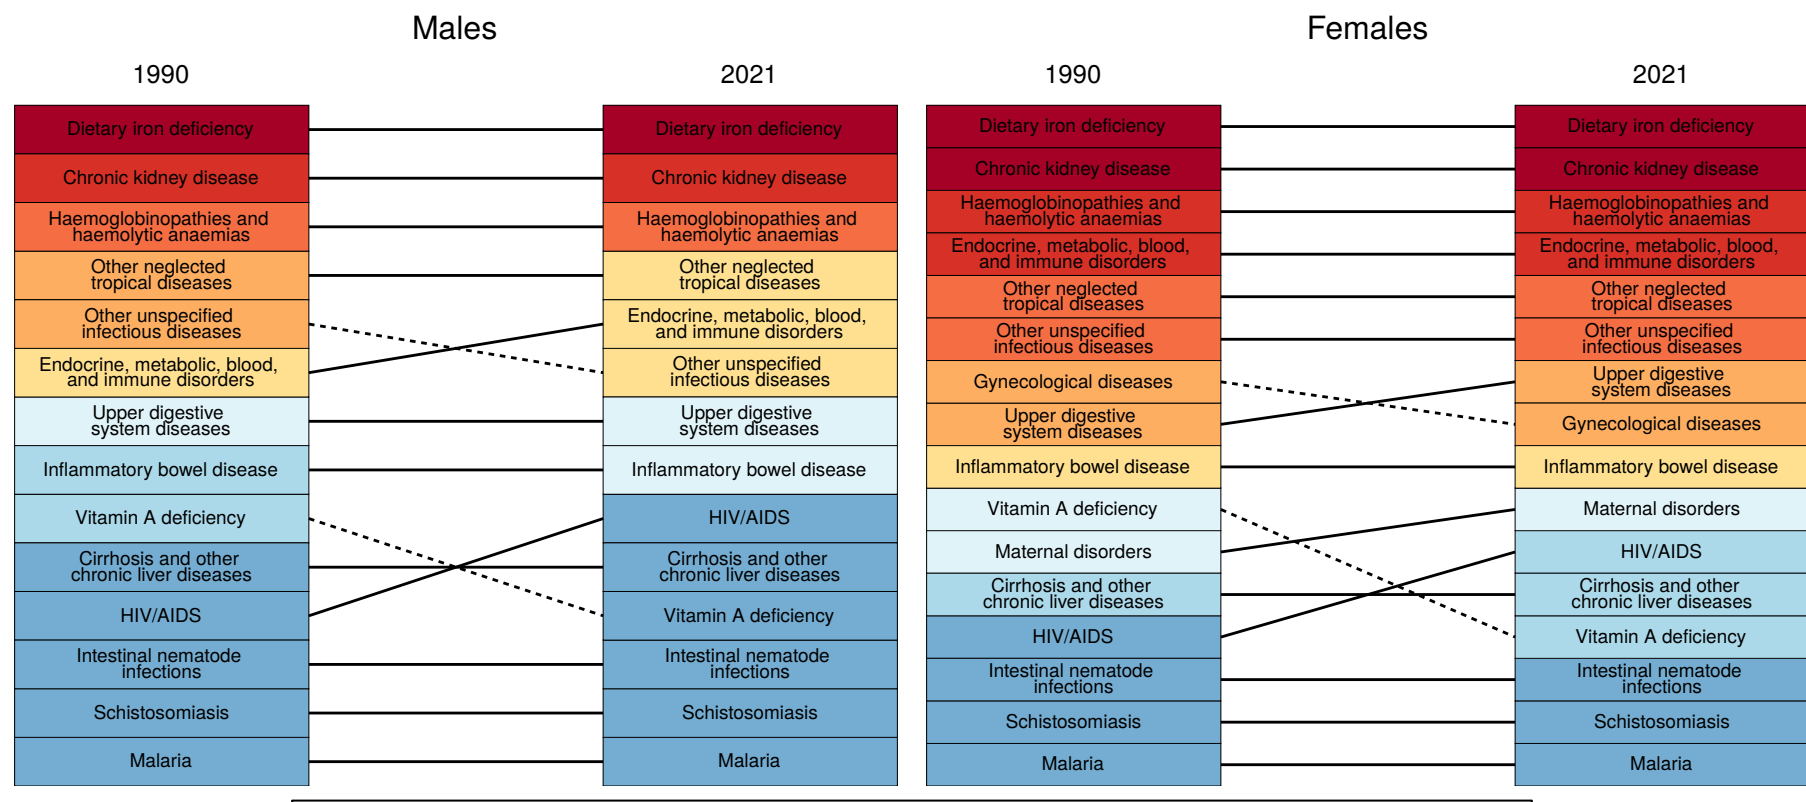 Males
1990
2021
Dietary iron deficiency
Chronic kidney disease
Haemoglobinopathies and
haemolytic anaemias
Other neglected
tropical diseases
Other unspecified
infectious diseases
Endocrine, metabolic, blood,
and immune disorders
Upper digestive
system diseases
Inflammatory bowel disease
Vitamin A deficiency
Cirrhosis and other
chronic liver diseases
HIV/AIDS
Intestinal nematode
infections
Schistosomiasis
Malaria
Dietary iron deficiency
Chronic kidney disease
Haemoglobinopathies and
haemolytic anaemias
Other neglected
tropical diseases
Endocrine, metabolic, blood,
and immune disorders
Other unspecified
infectious diseases
Upper digestive
system diseases
Inflammatory bowel disease
HIV/AIDS
Cirrhosis and other
chronic liver diseases
Vitamin A deficiency
Intestinal nematode
infections
Schistosomiasis
Malaria
Females
1990
2021
Dietary iron deficiency
Chronic kidney disease
Haemoglobinopathies and
haemolytic anaemias
Endocrine, metabolic, blood,
and immune disorders
Other neglected
tropical diseases
Other unspecified
infectious diseases
Gynecological diseases
Upper digestive
system diseases
Inflammatory bowel disease
Vitamin A deficiency
Maternal disorders
Cirrhosis and other
chronic liver diseases
HIV/AIDS
Intestinal nematode
infections
Schistosomiasis
Malaria
Dietary iron deficiency
Chronic kidney disease
Haemoglobinopathies and
haemolytic anaemias
Endocrine, metabolic, blood,
and immune disorders
Other neglected
tropical diseases
Other unspecified
infectious diseases
Upper digestive
system diseases
Gynecological diseases
Inflammatory bowel disease
Maternal disorders
HIV/AIDS
Cirrhosis and other
chronic liver diseases
Vitamin A deficiency
Intestinal nematode
infections
Schistosomiasis
Malaria